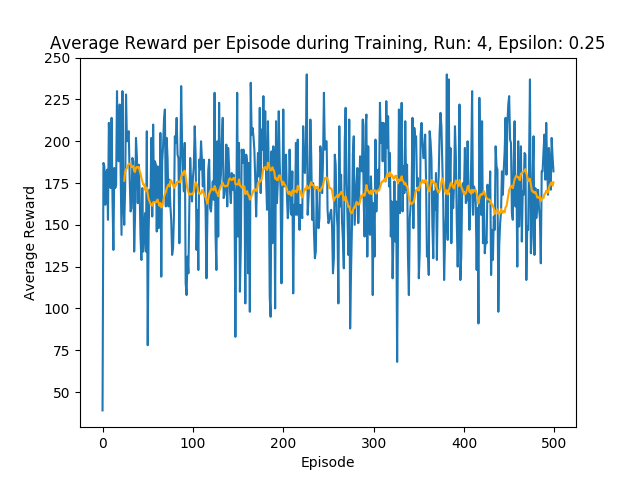 Average Reward per Episode during Training, Run: 4, Epsilon: 0.25
250
225
200
175
150
125
100
75
50
Average Reward
0 100 200 300 400 500
Episode